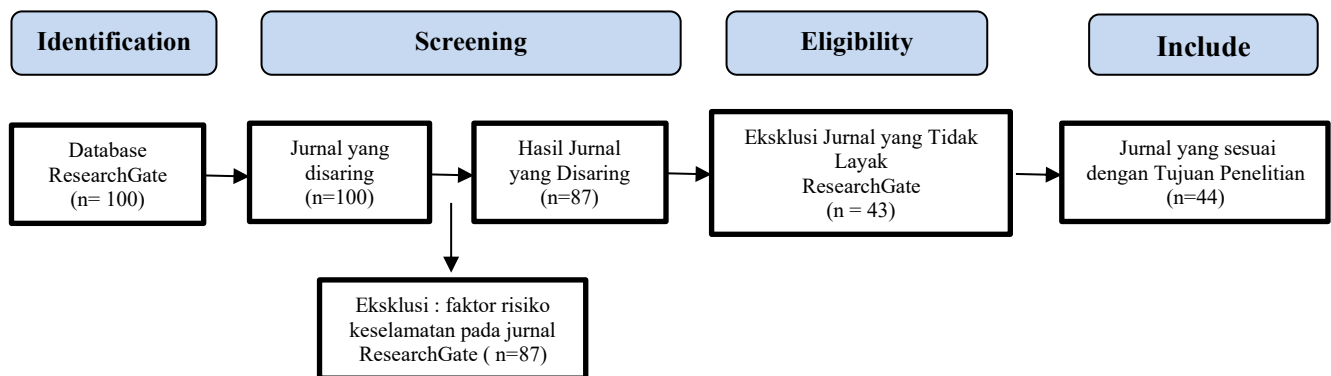 Identification
Screening
Eligibility
Include
Database
ResearchGate
(n= 100)
Jurnal yang
disaring
(n=100)
Hasil Jurnal
yang Disaring
(n=87)
Eksklusi Jurnal yang Tidak
Layak
ResearchGate
(n = 43)
Jurnal yang sesuai
dengan Tujuan Penelitian
(n=44)
Eksklusi : faktor risiko
keselamatan pada jurnal
ResearchGate ( n=87)